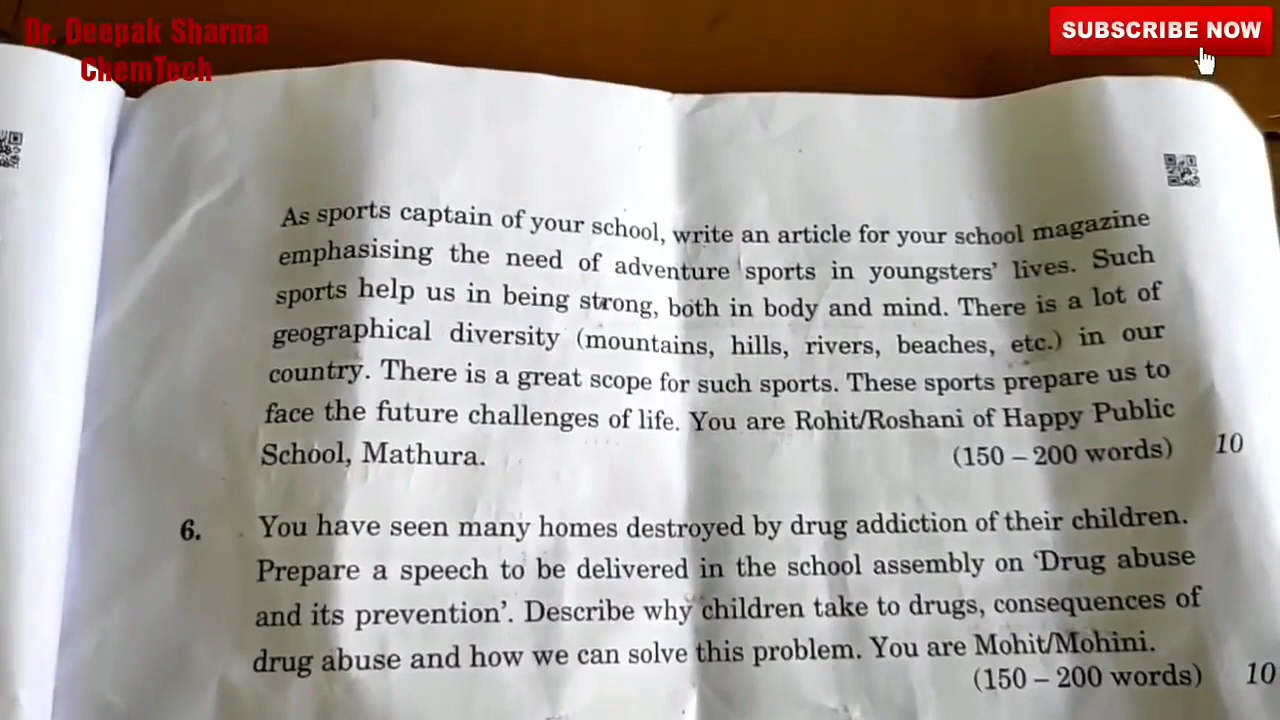 Dr. Deepak Sharma
ChemTech
SUBSCRIBE NOW
As sports captain of your school, write an article for your school magazine
emphasising the need of adventure sports in youngsters' lives. Such
sports help us in being strong, both in body and mind. There is a lot of
geographical diversity (mountains, hills, rivers, beaches, etc.) in our
country. There is a great scope for such sports. These sports prepare us to
face the future challenges of life. You are Rohit/Roshani of Happy Public
School, Mathura. (150 – 200 words) 10
6. You have seen many homes destroyed by drug addiction of their children.
Prepare a speech to be delivered in the school assembly on 'Drug abuse
and its prevention'. Describe why children take to drugs, consequences of
drug abuse and how we can solve this problem. You are Mohit/Mohini.
(150 – 200 words) 10